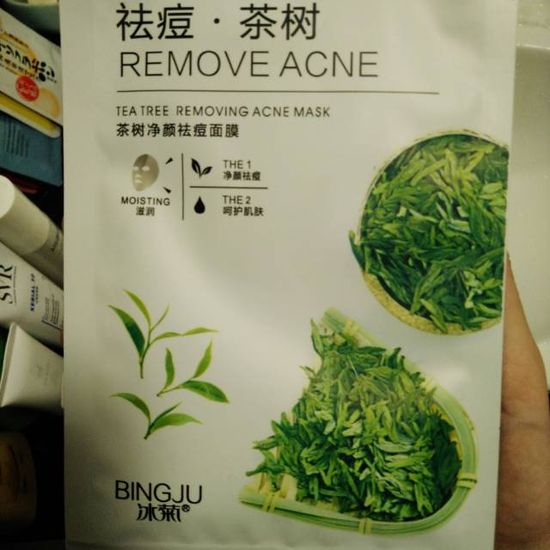 祛痘·茶树
REMOVE ACNE
TEA TREE REMOVING ACNE MASK
茶树净颜祛痘面膜
MOISTING
滋润
THE 1
净颜祛痘
THE 2
呵护肌肤
BINGJU
冰菊®
SVR